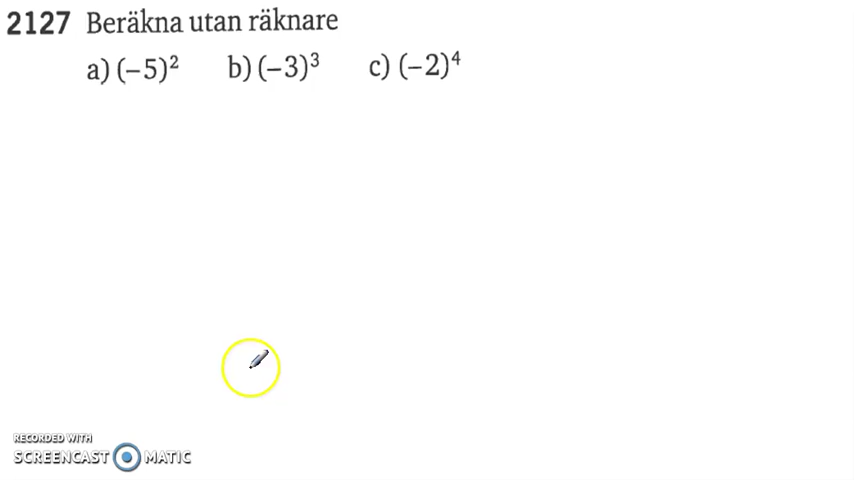 2127 Beräkna utan räknare
a) (−5)² b) (−3)³ c) (−2)⁴
RECORDED WITH
SCREENCAST MATIC